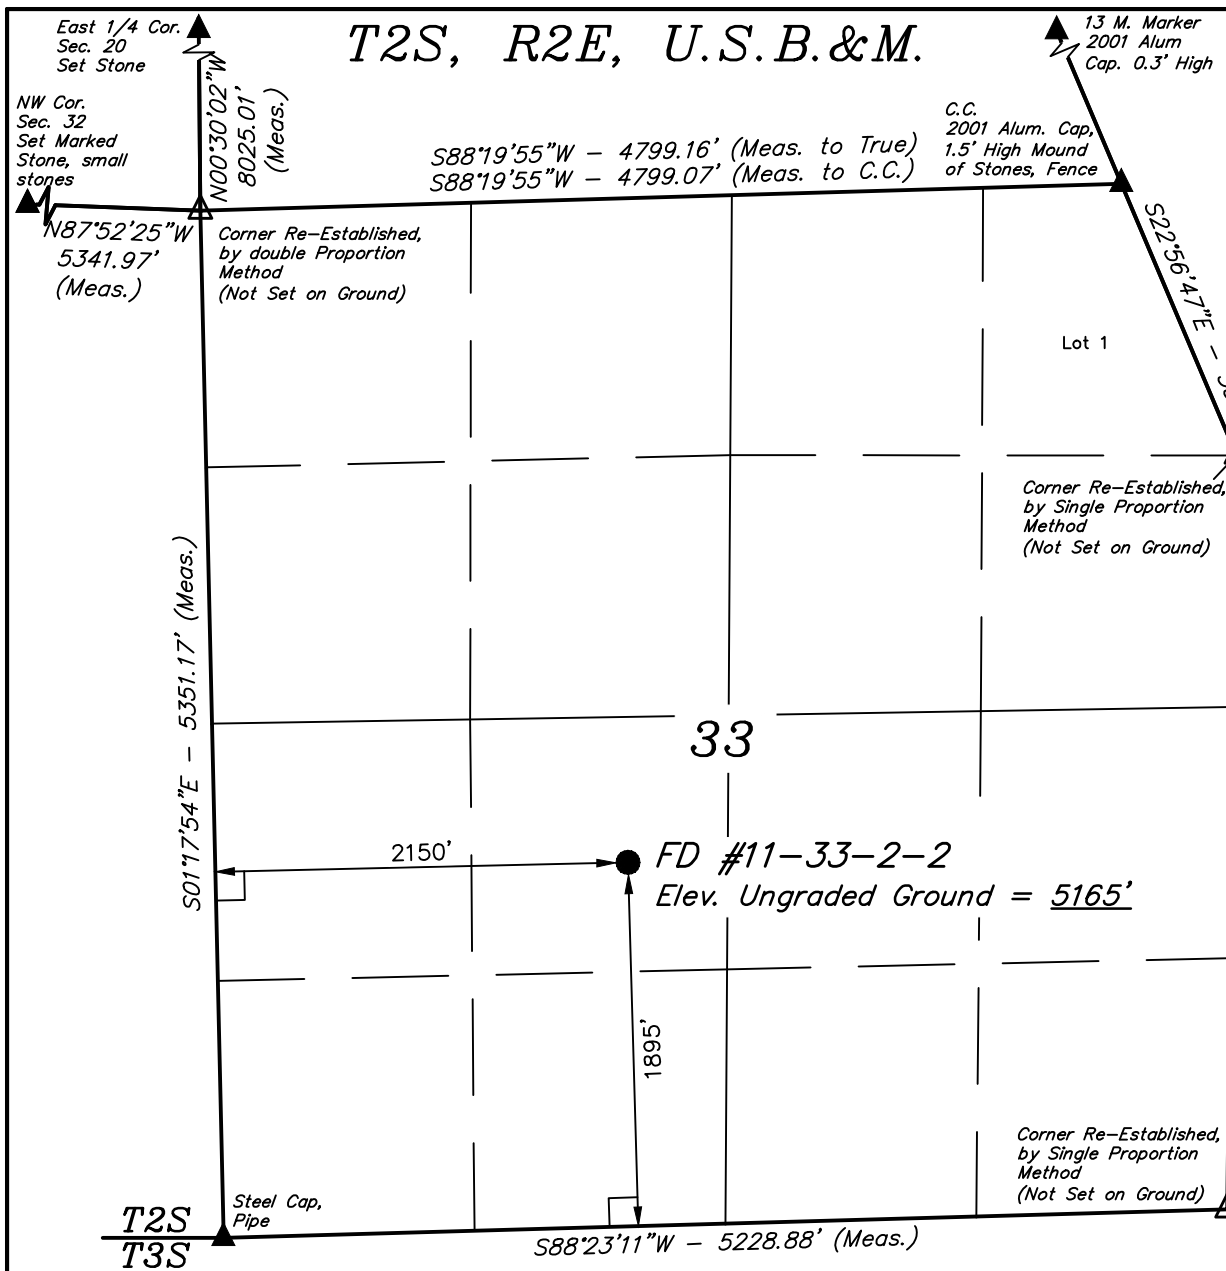 T2S, R2E, U.S.B.&M.
East 1/4 Cor.
Sec. 20
Set Stone
NW Cor.
Sec. 32
Set Marked
Stone, small
stones
N00°30'02"W
8025.01'
(Meas.)
13 M. Marker
2001 Alum
Cap. 0.3' High
C.C.
2001 Alum. Cap,
1.5' High Mound
of Stones, Fence
S88°19'55"W – 4799.16' (Meas. to True)
S88°19'55"W – 4799.07' (Meas. to C.C.)
N87°52'25"W
5341.97'
(Meas.)
Corner Re–Established,
by double Proportion
Method
(Not Set on Ground)
S22°56'47"E –
Lot 1
Corner Re–Established,
by Single Proportion
Method
(Not Set on Ground)
S01°17'54"E – 5351.17' (Meas.)
33
2150'
FD #11–33–2–2
Elev. Ungraded Ground = 5165'
1895'
Corner Re–Established,
by Single Proportion
Method
(Not Set on Ground)
Steel Cap,
Pipe
T2S
T3S
S88°23'11"W – 5228.88' (Meas.)